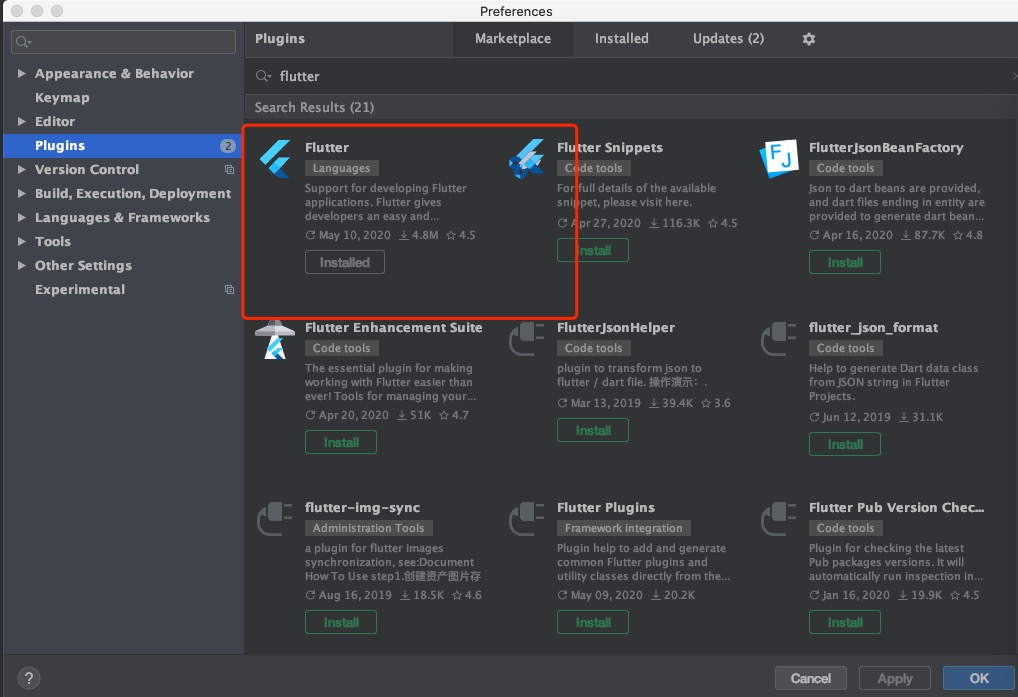 Preferences
Plugins
Marketplace
Installed
Updates (2)
flutter
Search Results (21)
Appearance & Behavior
Keymap
Editor
Plugins 2
Version Control
Build, Execution, Deployment
Languages & Frameworks
Tools
Other Settings
Experimental
Flutter
Languages
Support for developing Flutter
applications. Flutter gives
developers an easy and...
May 10, 2020 4.8M 4.5
Installed
Flutter Snippets
Code tools
For full details of the available
snippet, please visit here.
Apr 27, 2020 116.3K 4.5
Install
FlutterJsonBeanFactory
Code tools
Json to dart beans are provided,
and dart files ending in entity are
provided to generate dart bean...
Apr 16, 2020 87.7K 4.8
Install
Flutter Enhancement Suite
Code tools
The essential plugin for making
working with Flutter easier than
ever! Tools for managing your...
Apr 20, 2020 51K 4.7
Install
FlutterJsonHelper
Code tools
plugin to transform json to
flutter / dart file. 操作演示: .
Mar 13, 2019 39.4K 3.6
Install
flutter_json_format
Code tools
Help to generate Dart data class
from JSON string in Flutter
Projects.
Jun 12, 2019 31.1K
Install
flutter-img-sync
Administration Tools
a plugin for flutter images
synchronization, see:Document
How To Use step1.创建资产图片存
Aug 16, 2019 18.5K 4.6
Install
Flutter Plugins
Framework integration
Plugin help to add and generate
common Flutter plugins and
utility classes directly from the...
May 09, 2020 20.2K
Install
Flutter Pub Version Chec...
Code tools
Plugin for checking the latest
Pub packages versions. It will
automatically run inspection in...
Jan 16, 2020 19.9K 4.5
Install
?
Cancel
Apply
OK